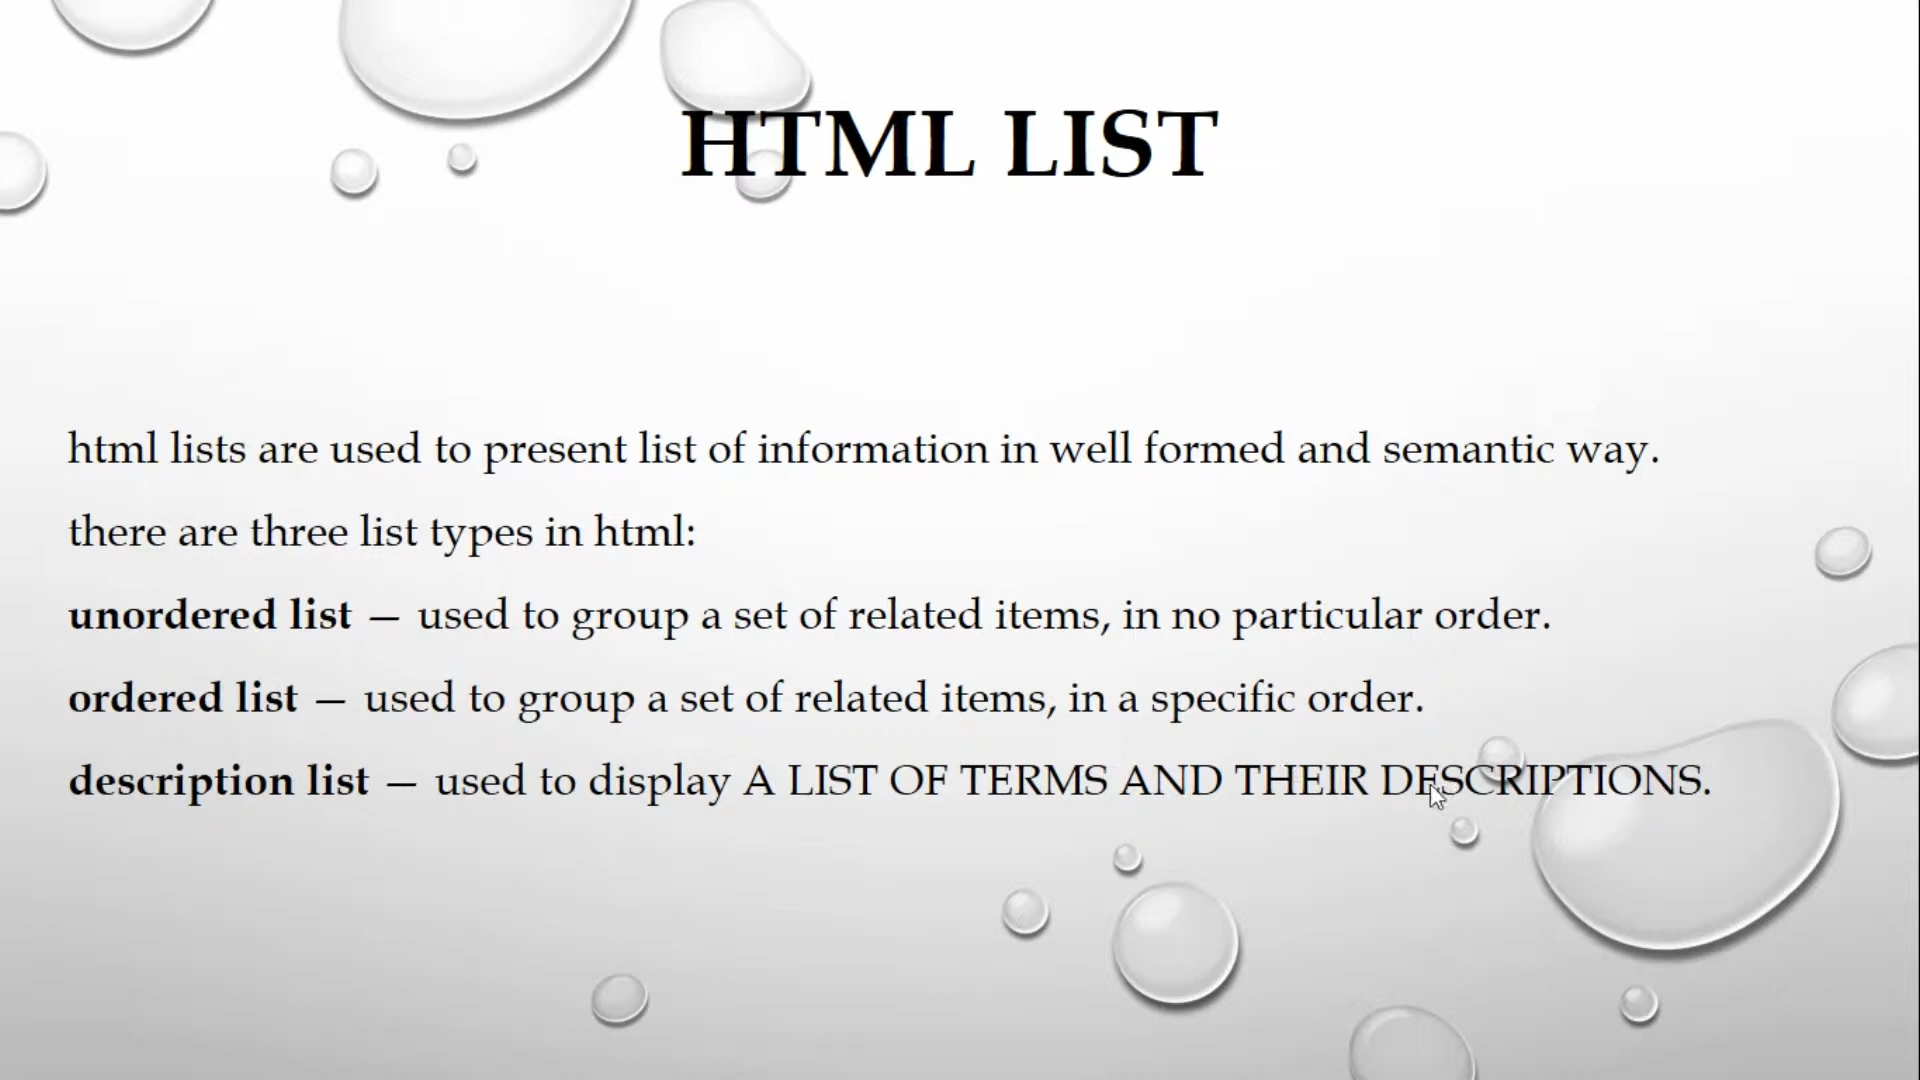 HTML LIST
html lists are used to present list of information in well formed and semantic way.
there are three list types in html:
unordered list — used to group a set of related items, in no particular order.
ordered list — used to group a set of related items, in a specific order.
description list — used to display A LIST OF TERMS AND THEIR DESCRIPTIONS.